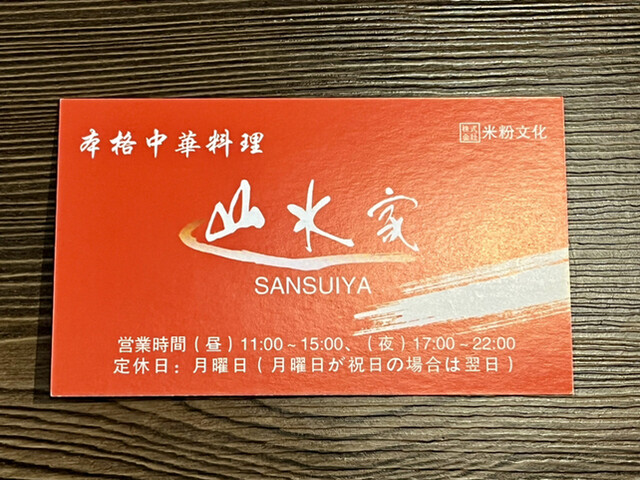 本格中華料理
株式会社 米粉文化
山水家
SANSUIYA
営業時間(昼)11:00~15:00、(夜)17:00~22:00
定休日:月曜日(月曜日が祝日の場合は翌日)